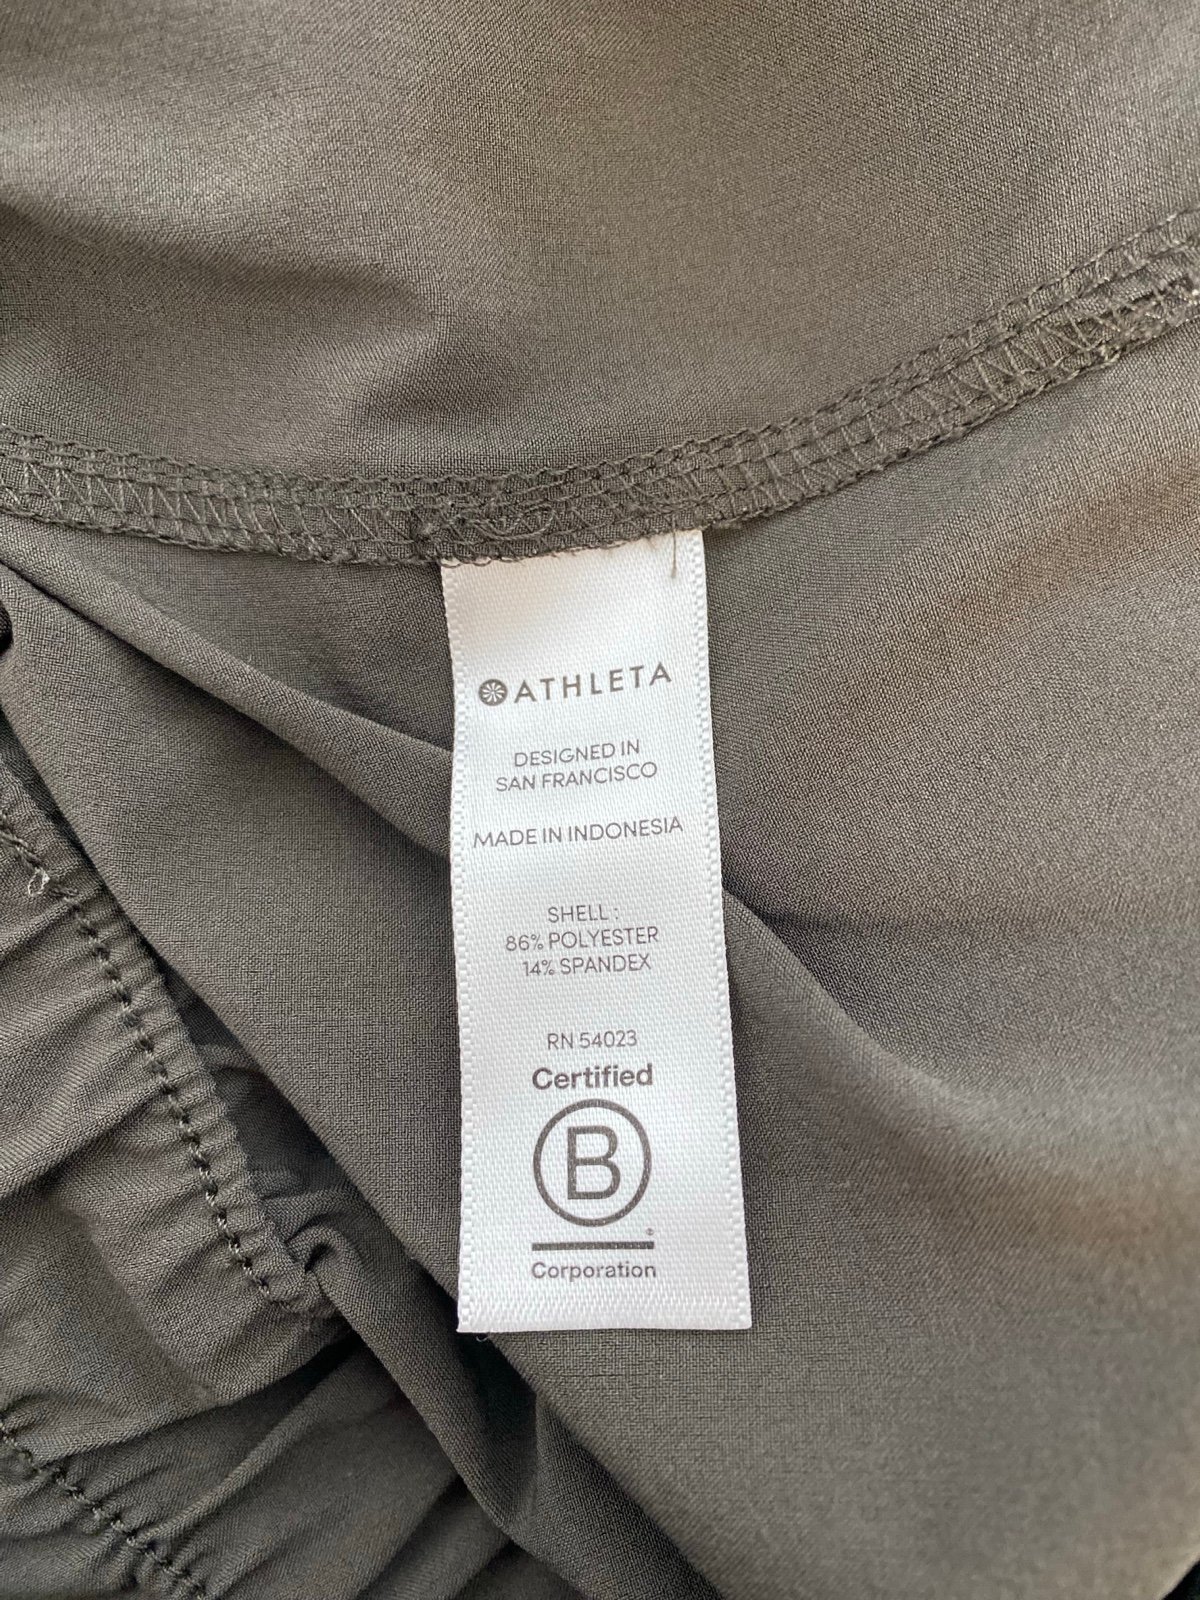 ATHLETA
DESIGNED IN
SAN FRANCISCO
MADE IN INDONESIA
SHELL :
86% POLYESTER
14% SPANDEX
RN 54023
Certified
B
®
Corporation